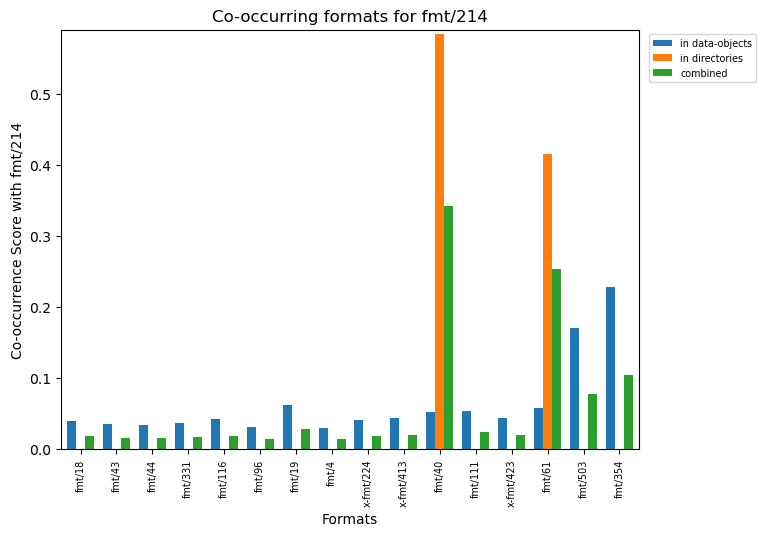 Co-occurring formats for fmt/214
in data-objects
in directories
combined
Co-occurrence Score with fmt/214
0.5
0.4
0.3
0.2
0.1
0.0
fmt/18
fmt/43
fmt/44
fmt/331
fmt/116
fmt/96
fmt/19
fmt/4
x-fmt/224
x-fmt/413
fmt/40
fmt/111
x-fmt/423
fmt/61
fmt/503
fmt/354
Formats